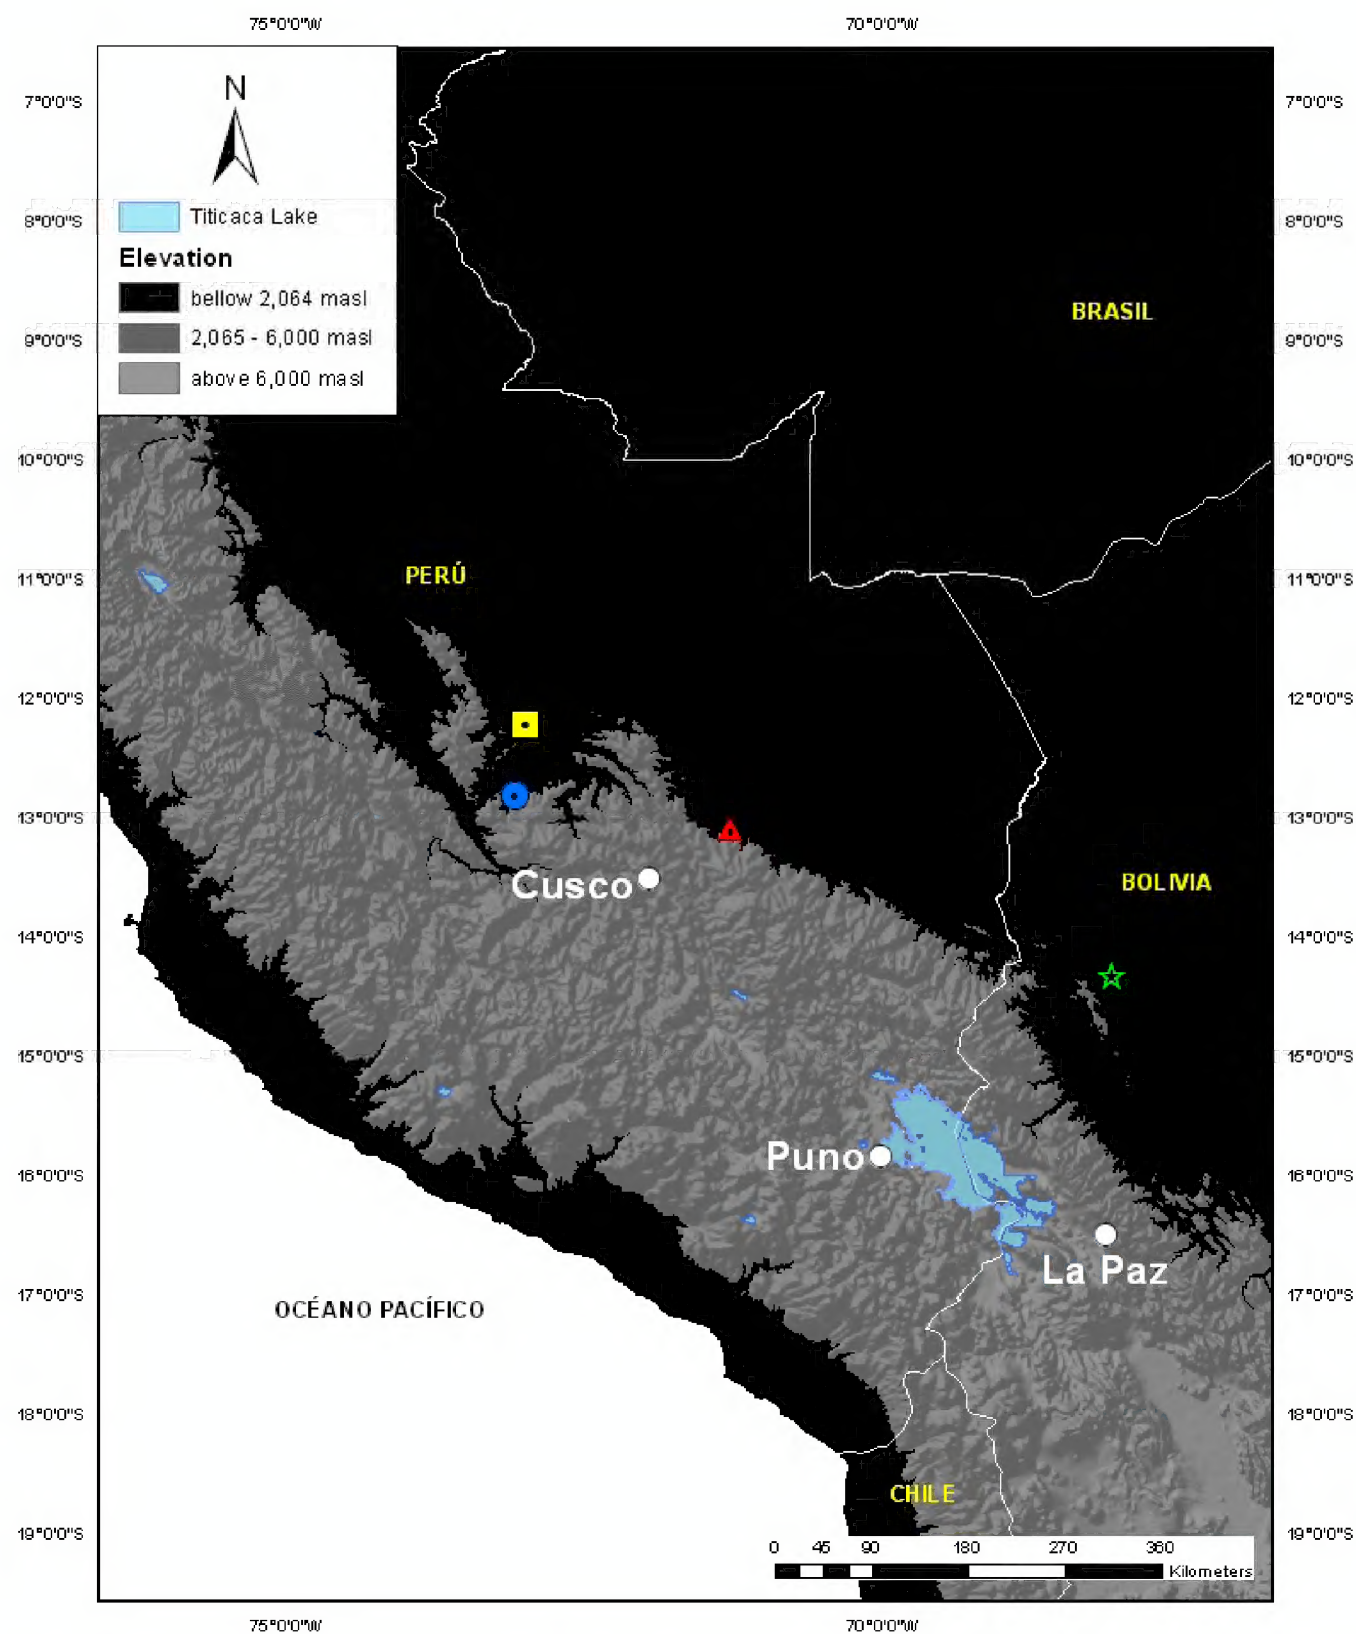 75°0'0"W 70°0'0"W
N
Titicaca Lake
Elevation
bellow 2,064 masl
2,065 - 6,000 masl
above 6,000 masl
7°0'0"S 7°0'0"S
8°0'0"S 8°0'0"S
9°0'0"S 9°0'0"S
10°0'0"S 10°0'0"S
11°0'0"S 11°0'0"S
12°0'0"S 12°0'0"S
13°0'0"S 13°0'0"S
14°0'0"S 14°0'0"S
15°0'0"S 15°0'0"S
16°0'0"S 16°0'0"S
17°0'0"S 17°0'0"S
18°0'0"S 18°0'0"S
19°0'0"S 19°0'0"S
BRASIL
PERÚ
Cusco
BOLIVIA
Puno
La Paz
OCÉANO PACÍFICO
CHILE
0 45 90 180 270 360
Kilometers
75°0'0"W 70°0'0"W